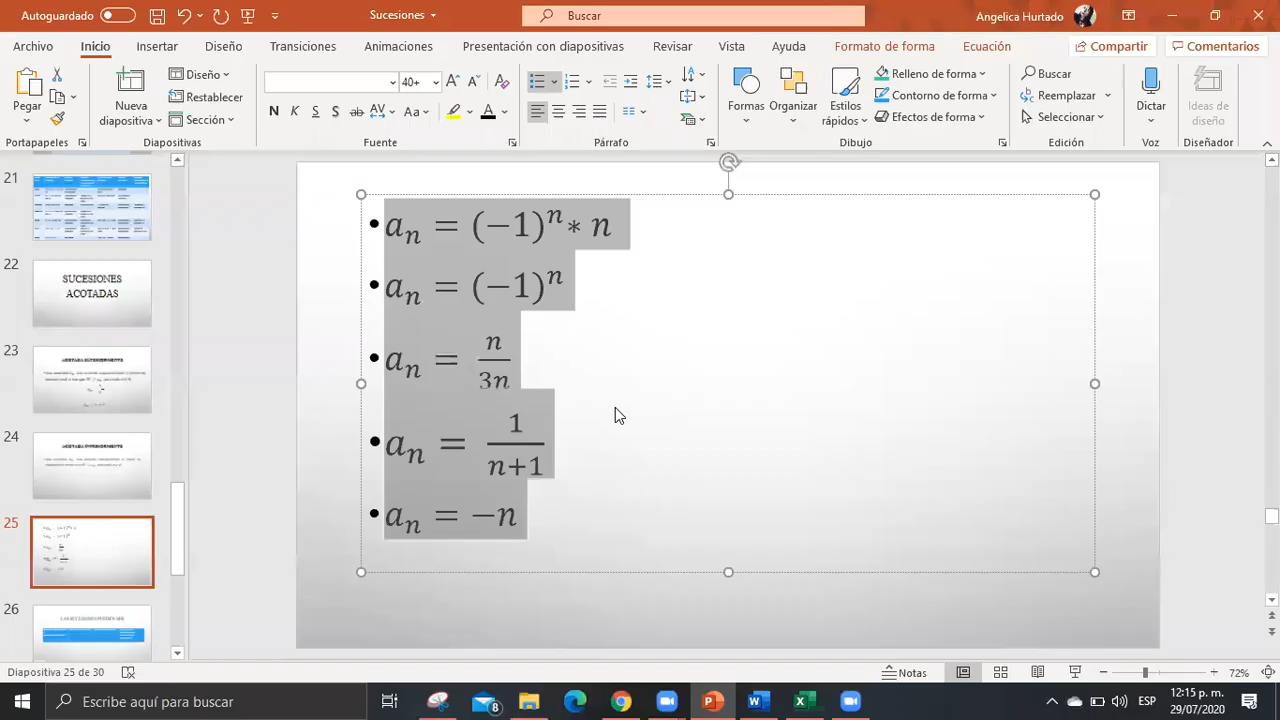 Autoguardado
Sucesiones
Buscar
Angelica Hurtado
Archivo Inicio Insertar Diseño Transiciones Animaciones Presentación con diapositivas Revisar Vista Ayuda Formato de forma Ecuación Compartir Comentarios
Pegar
Nueva diapositiva
Diseño
Restablecer
Sección
40+
N K S S ab AV Aa A
Formas
Organizar
Estilos rápidos
Relleno de forma
Contorno de forma
Efectos de forma
Buscar
Reemplazar
Seleccionar
Dictar
Ideas de diseño
Portapapeles Diapositivas Fuente Párrafo Dibujo Edición Voz Diseñador
21
22
SUCESIONES
ACOTADAS
23
24
25
26
• aₙ = (−1)ⁿ * n
• aₙ = (−1)ⁿ
• aₙ = n/3n
• aₙ = 1/(n+1)
• aₙ = −n
Diapositiva 25 de 30
Notas
72%
Escribe aquí para buscar
8
ESP
12:15 p. m.
29/07/2020